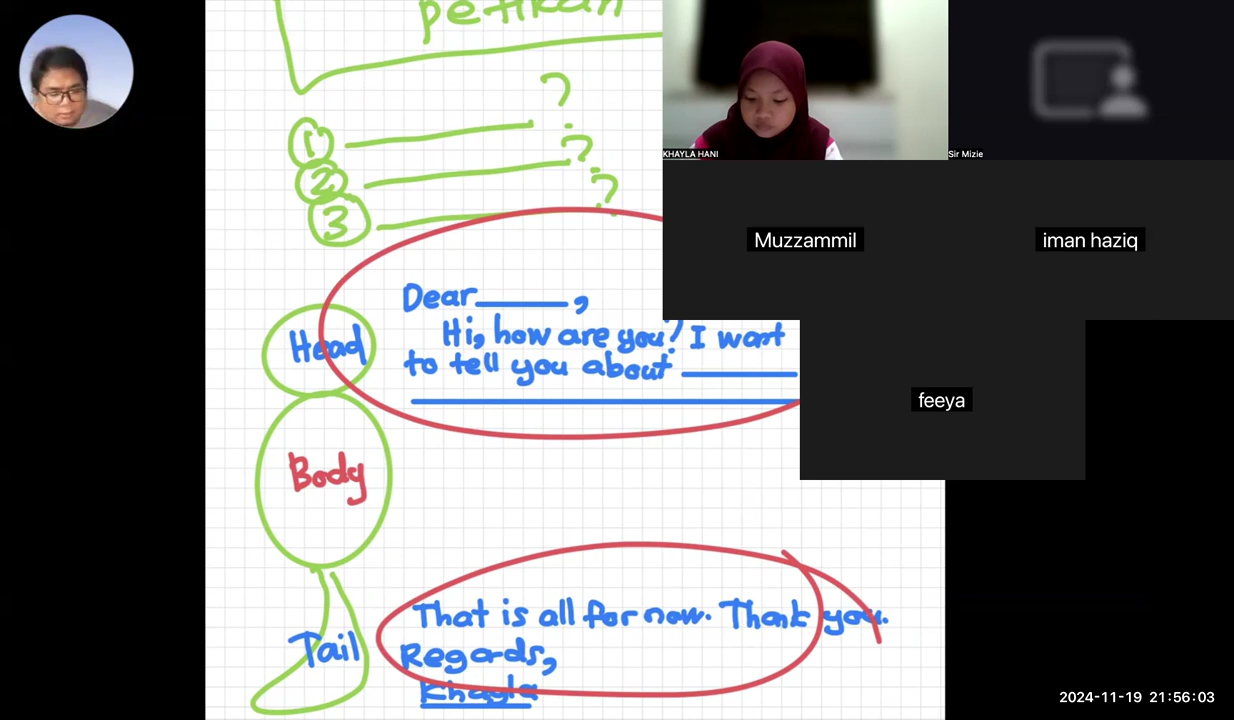 petikan
1 ?
2 ?
3 ?
KHAYLA HANI
Sir Mizie
Muzzammil
iman haziq
feeya
Head
Dear ,
Hi, how are you? I want
to tell you about
Body
Tail
That is all for now. Thank you.
Regards,
Khayla
2024-11-19 21:56:03